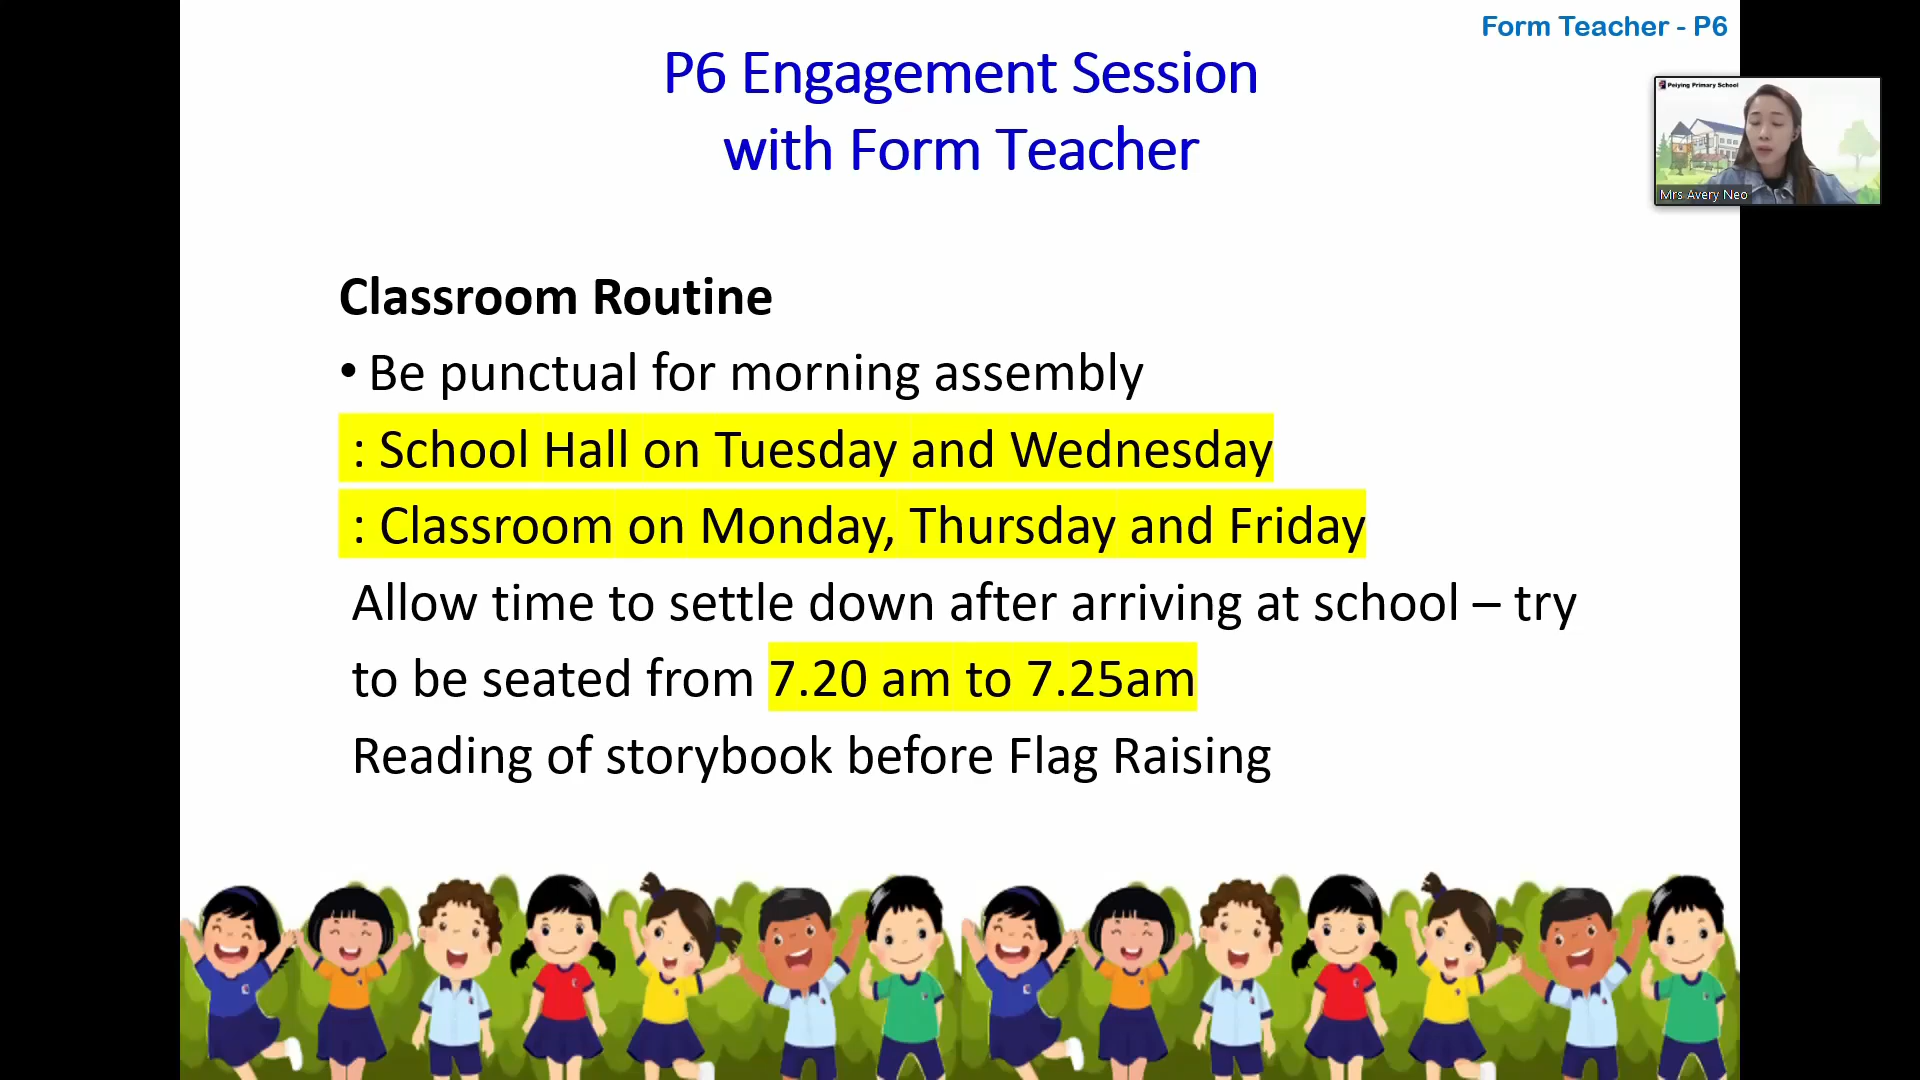 Form Teacher - P6
P6 Engagement Session
with Form Teacher
Peiying Primary School
Mrs Avery Neo
Classroom Routine
• Be punctual for morning assembly
: School Hall on Tuesday and Wednesday
: Classroom on Monday, Thursday and Friday
Allow time to settle down after arriving at school – try
to be seated from 7.20 am to 7.25am
Reading of storybook before Flag Raising